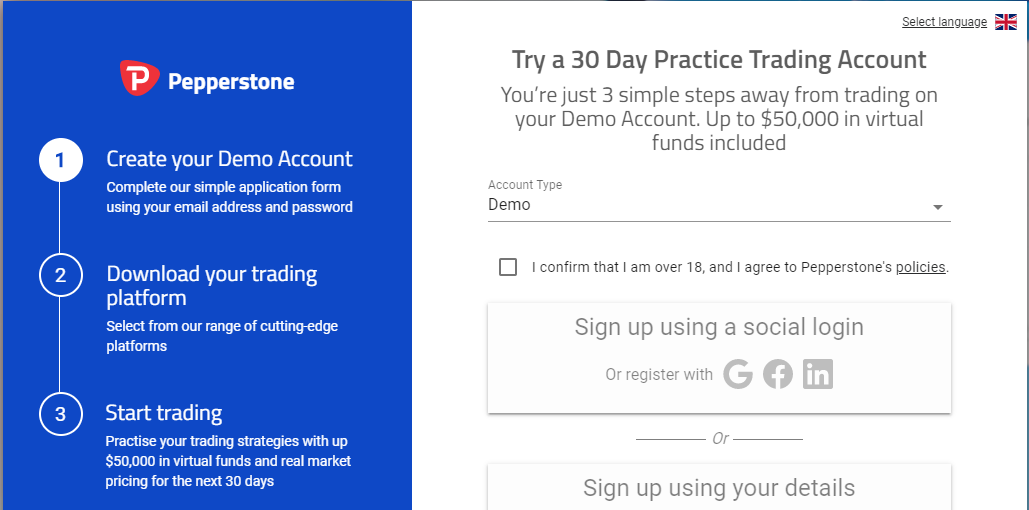 Select language
Pepperstone
1
Create your Demo Account
Complete our simple application form
using your email address and password
2
Download your trading
platform
Select from our range of cutting-edge
platforms
3
Start trading
Practise your trading strategies with up
$50,000 in virtual funds and real market
pricing for the next 30 days
Try a 30 Day Practice Trading Account
You're just 3 simple steps away from trading on
your Demo Account. Up to $50,000 in virtual
funds included
Account Type
Demo
I confirm that I am over 18, and I agree to Pepperstone's policies.
Sign up using a social login
Or register with
Or
Sign up using your details